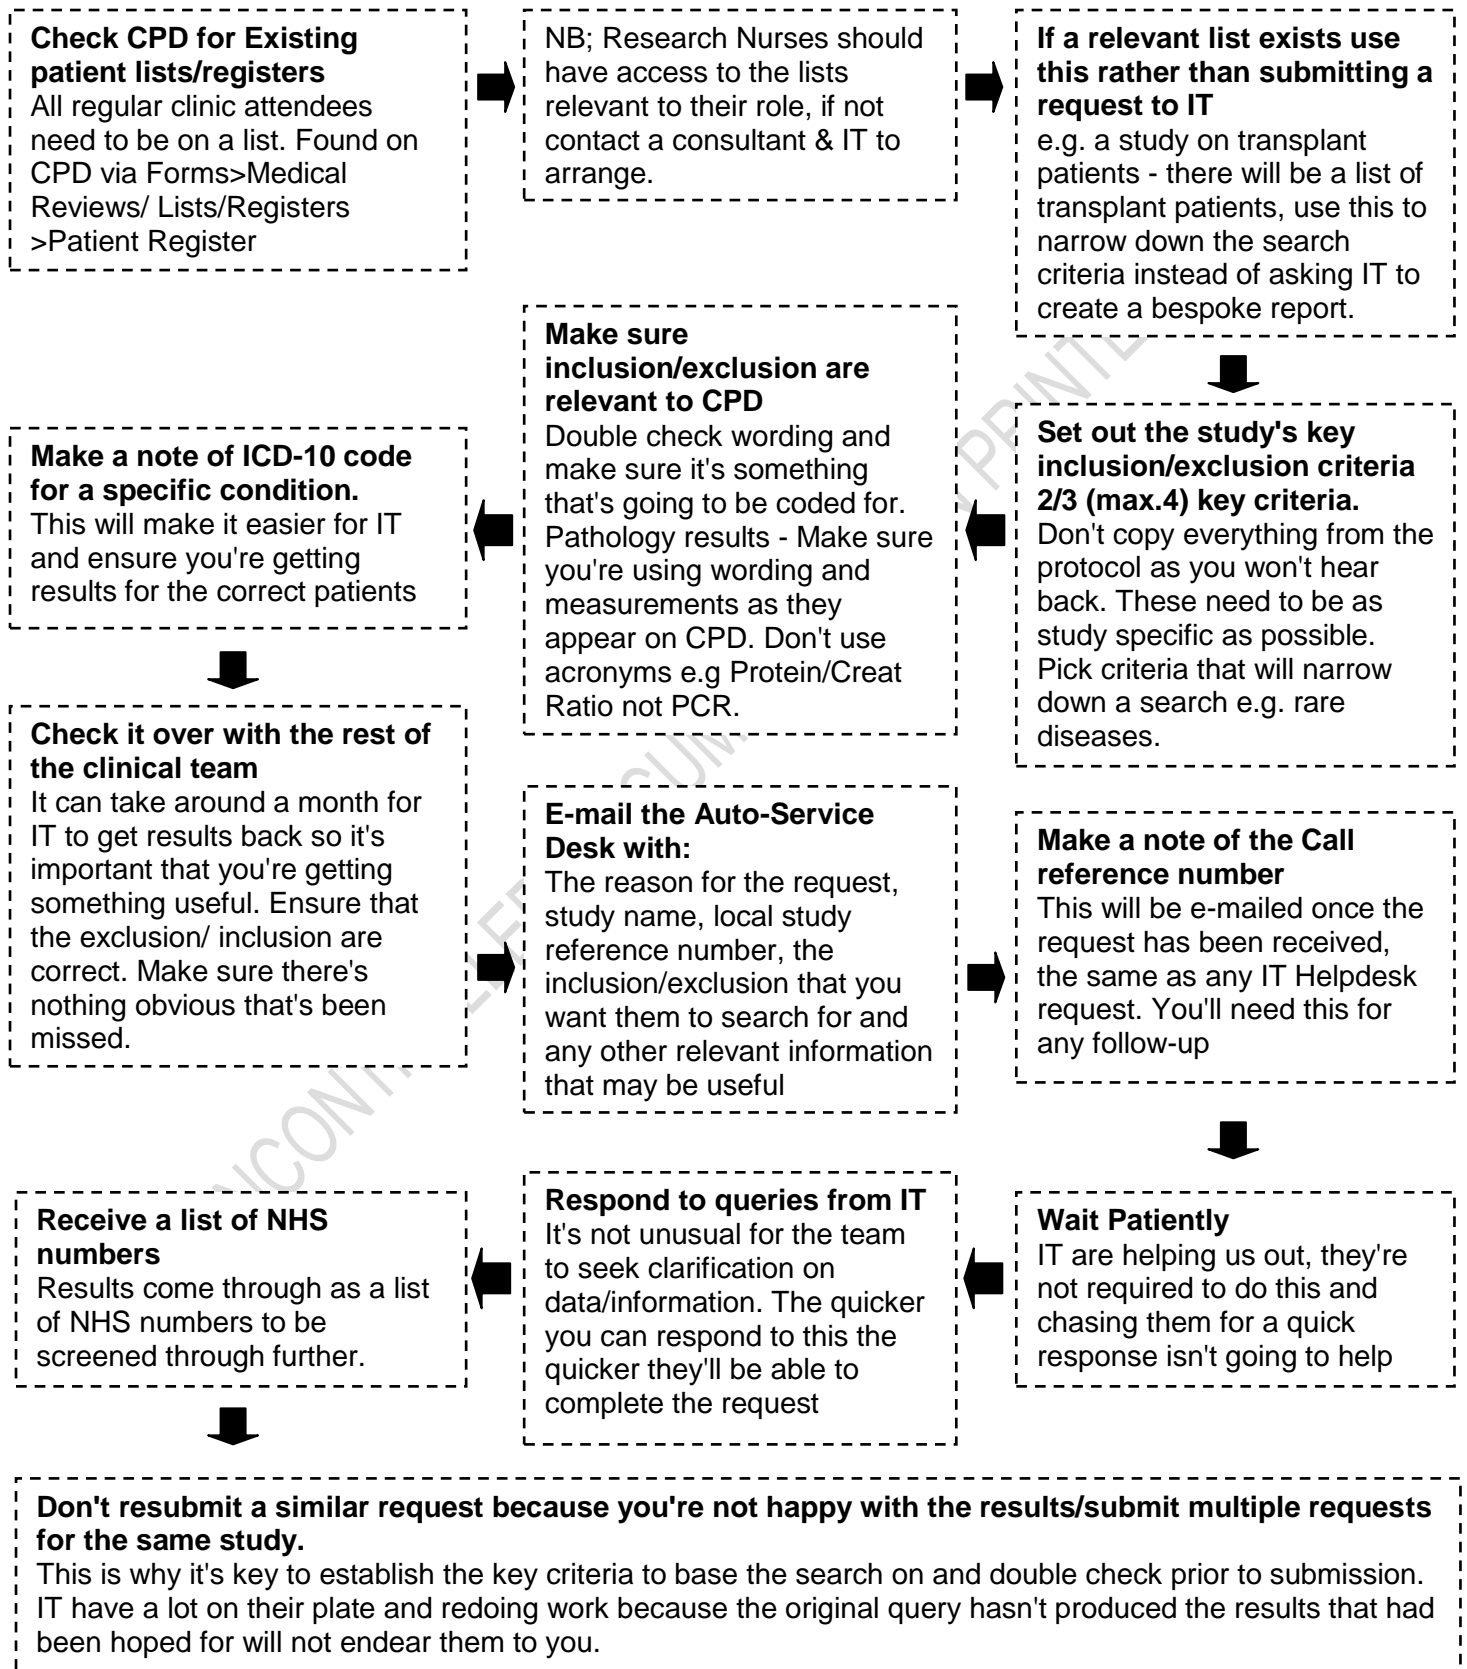 Check CPD for Existing
patient lists/registers
All regular clinic attendees
need to be on a list. Found on
CPD via Forms>Medical
Reviews/ Lists/Registers
>Patient Register
NB; Research Nurses should
have access to the lists
relevant to their role, if not
contact a consultant & IT to
arrange.
If a relevant list exists use
this rather than submitting a
request to IT
e.g. a study on transplant
patients - there will be a list of
transplant patients, use this to
narrow down the search
criteria instead of asking IT to
create a bespoke report.
Set out the study's key
inclusion/exclusion criteria
2/3 (max.4) key criteria.
Don't copy everything from the
protocol as you won't hear
back. These need to be as
study specific as possible.
Pick criteria that will narrow
down a search e.g. rare
diseases.
Make sure
inclusion/exclusion are
relevant to CPD
Double check wording and
make sure it's something
that's going to be coded for.
Pathology results - Make sure
you're using wording and
measurements as they
appear on CPD. Don't use
acronyms e.g Protein/Creat
Ratio not PCR.
Make a note of ICD-10 code
for a specific condition.
This will make it easier for IT
and ensure you're getting
results for the correct patients
Check it over with the rest of
the clinical team
It can take around a month for
IT to get results back so it's
important that you're getting
something useful. Ensure that
the exclusion/ inclusion are
correct. Make sure there's
nothing obvious that's been
missed.
E-mail the Auto-Service
Desk with:
The reason for the request,
study name, local study
reference number, the
inclusion/exclusion that you
want them to search for and
any other relevant information
that may be useful
Make a note of the Call
reference number
This will be e-mailed once the
request has been received,
the same as any IT Helpdesk
request. You'll need this for
any follow-up
Wait Patiently
IT are helping us out, they're
not required to do this and
chasing them for a quick
response isn't going to help
Respond to queries from IT
It's not unusual for the team
to seek clarification on
data/information. The quicker
you can respond to this the
quicker they'll be able to
complete the request
Receive a list of NHS
numbers
Results come through as a list
of NHS numbers to be
screened through further.
Don't resubmit a similar request because you're not happy with the results/submit multiple requests
for the same study.
This is why it's key to establish the key criteria to base the search on and double check prior to submission.
IT have a lot on their plate and redoing work because the original query hasn't produced the results that had
been hoped for will not endear them to you.